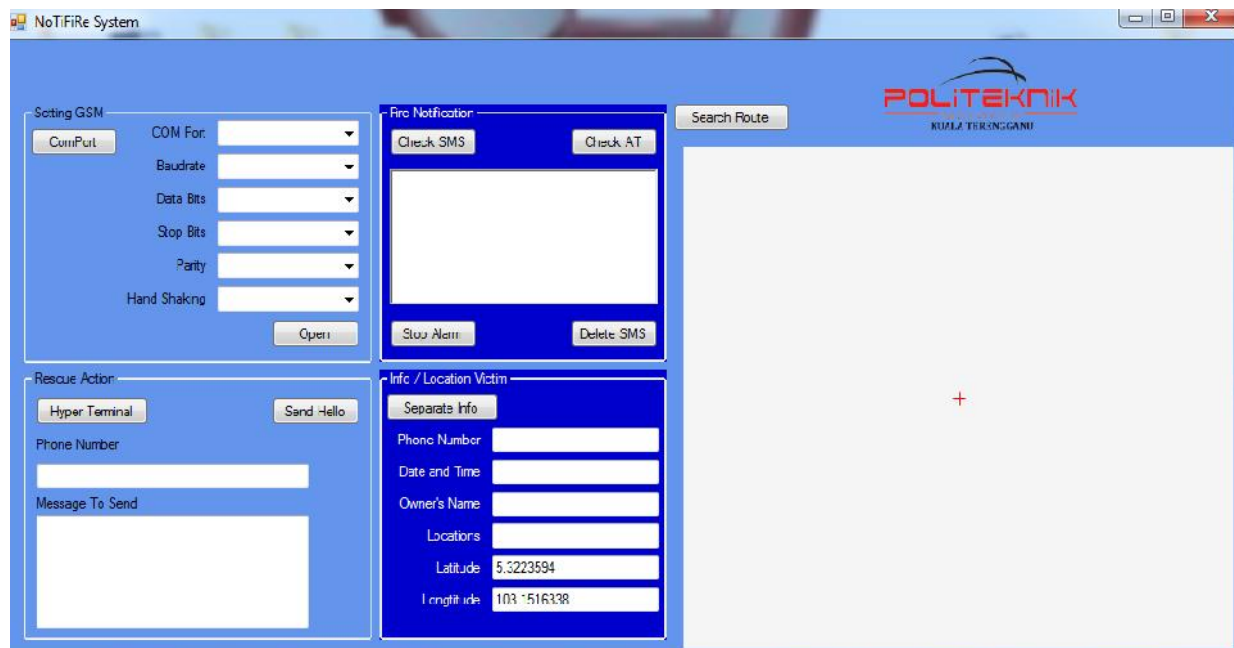 NoTiFiRe System
Setting GSM
ComPort
COM Port
Baudrate
Data Bits
Stop Bits
Parity
Hand Shaking
Open
Fire Notification
Check SMS
Check AT
Stop Alarm
Delete SMS
Search Route
POLiTEKNiK
KUALA TERENGGANU
Rescue Action
Hyper Terminal
Send Hello
Phone Number
Message To Send
Info / Location Victim
Separate Info
Phone Number
Date and Time
Owner's Name
Locations
Latitude 5.3223594
Longtitude 103.1516338